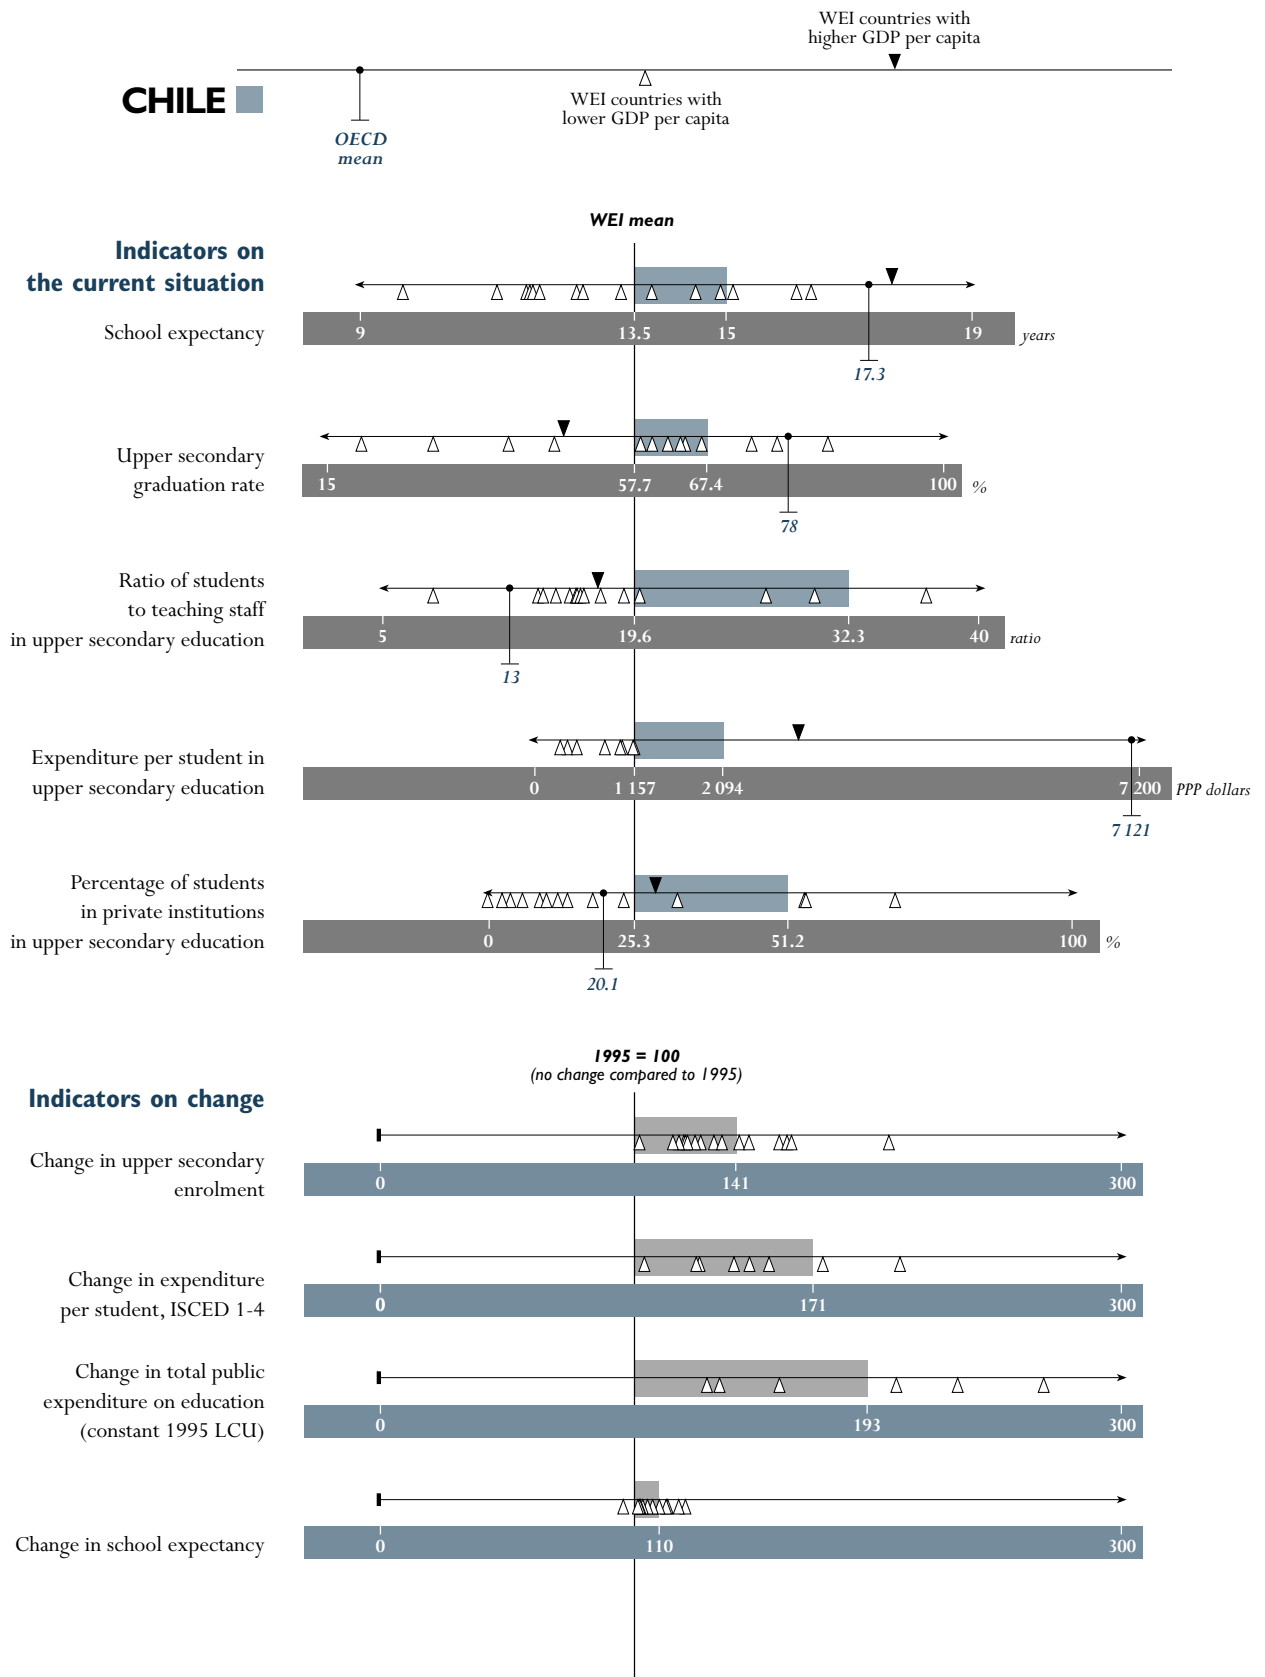 WEI countries with
higher GDP per capita
CHILE
WEI countries with
lower GDP per capita
OECD
mean
WEI mean
Indicators on
the current situation
School expectancy
9 13.5 15 19 years
17.3
Upper secondary
graduation rate
15 57.7 67.4 100 %
78
Ratio of students
to teaching staff
in upper secondary education
5 19.6 32.3 40 ratio
13
Expenditure per student in
upper secondary education
0 1 157 2 094 7 200 PPP dollars
7 121
Percentage of students
in private institutions
in upper secondary education
0 25.3 51.2 100 %
20.1
1995 = 100
(no change compared to 1995)
Indicators on change
Change in upper secondary
enrolment
0 141 300
Change in expenditure
per student, ISCED 1-4
0 171 300
Change in total public
expenditure on education
(constant 1995 LCU)
0 193 300
Change in school expectancy
0 110 300